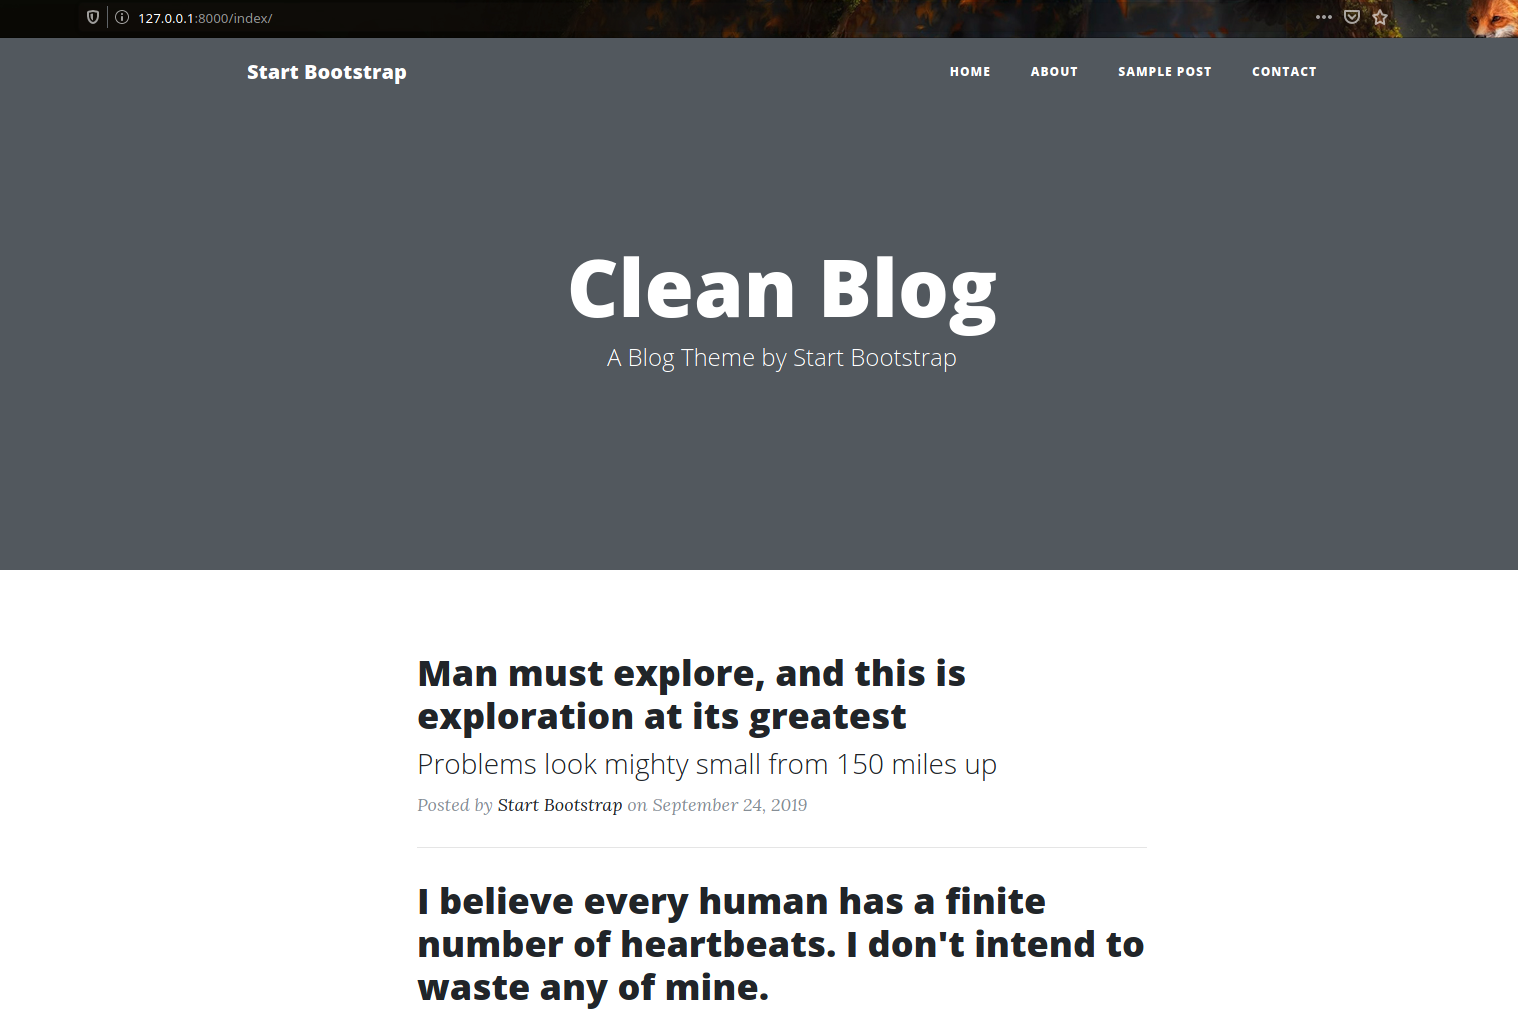 127.0.0.1:8000/index/
Start Bootstrap
HOME ABOUT SAMPLE POST CONTACT
Clean Blog
A Blog Theme by Start Bootstrap
Man must explore, and this is
exploration at its greatest
Problems look mighty small from 150 miles up
Posted by Start Bootstrap on September 24, 2019
I believe every human has a finite
number of heartbeats. I don't intend to
waste any of mine.